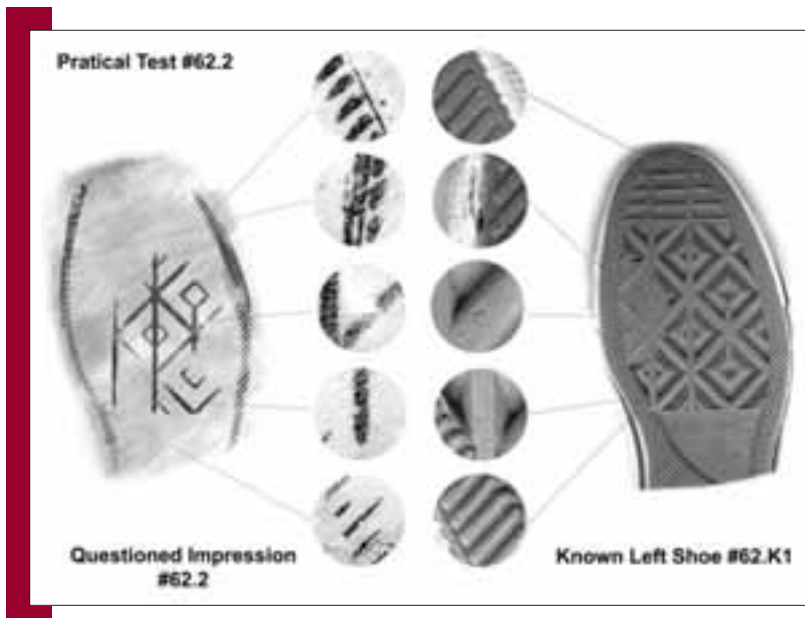 Pratical Test #62.2
Questioned Impression
#62.2
Known Left Shoe #62.K1